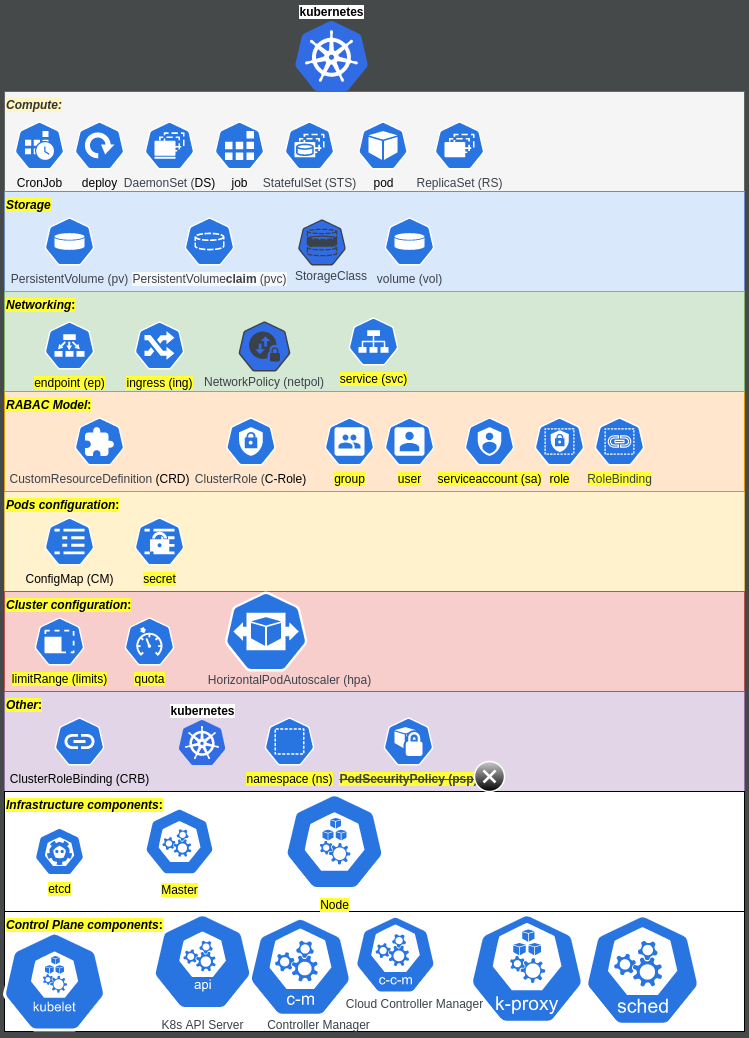 kubernetes
Compute:
CronJob deploy DaemonSet (DS) job StatefulSet (STS) pod ReplicaSet (RS)
Storage
PersistentVolume (pv) PersistentVolumeclaim (pvc) StorageClass volume (vol)
Networking:
endpoint (ep) ingress (ing) NetworkPolicy (netpol) service (svc)
RABAC Model:
CustomResourceDefinition (CRD) ClusterRole (C-Role) group user serviceaccount (sa) role RoleBinding
Pods configuration:
ConfigMap (CM) secret
Cluster configuration:
limitRange (limits) quota HorizontalPodAutoscaler (hpa)
Other:
kubernetes
ClusterRoleBinding (CRB) namespace (ns) PodSecurityPolicy (psp)
Infrastructure components:
etcd Master Node
Control Plane components:
kubelet api c-m c-c-m k-proxy sched
K8s API Server Controller Manager Cloud Controller Manager